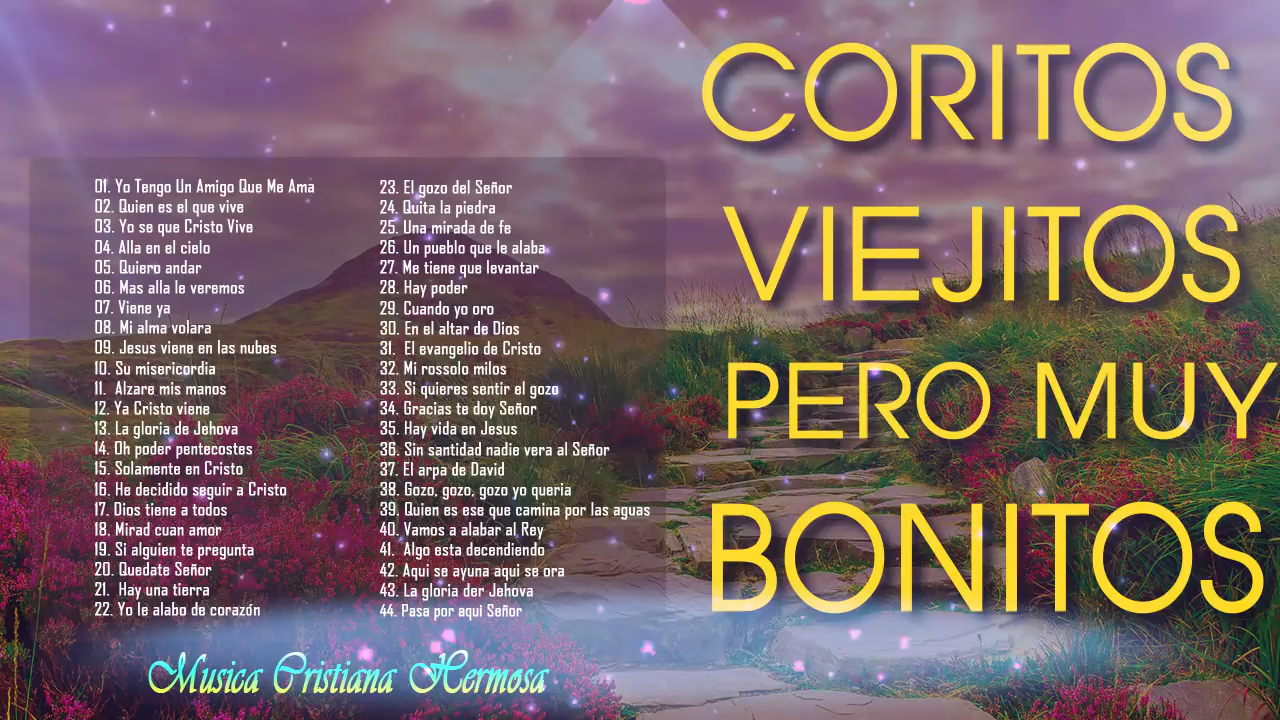 CORITOS
VIEJITOS
PERO MUY
BONITOS
01. Yo Tengo Un Amigo Que Me Ama
02. Quien es el que vive
03. Yo se que Cristo Vive
04. Alla en el cielo
05. Quiero andar
06. Mas alla le veremos
07. Viene ya
08. Mi alma volara
09. Jesus viene en las nubes
10. Su misericordia
11. Alzare mis manos
12. Ya Cristo viene
13. La gloria de Jehova
14. Oh poder pentecostes
15. Solamente en Cristo
16. He decidido seguir a Cristo
17. Dios tiene a todos
18. Mirad cuan amor
19. Si alguien te pregunta
20. Quedate Señor
21. Hay una tierra
22. Yo le alabo de corazón
23. El gozo del Señor
24. Quita la piedra
25. Una mirada de fe
26. Un pueblo que le alaba
27. Me tiene que levantar
28. Hay poder
29. Cuando yo oro
30. En el altar de Dios
31. El evangelio de Cristo
32. Mi rossolo milos
33. Si quieres sentir el gozo
34. Gracias te doy Señor
35. Hay vida en Jesus
36. Sin santidad nadie vera al Señor
37. El arpa de David
38. Gozo, gozo, gozo yo queria
39. Quien es ese que camina por las aguas
40. Vamos a alabar al Rey
41. Algo esta decendiendo
42. Aqui se ayuna aqui se ora
43. La gloria der Jehova
44. Pasa por aqui Señor
Musica Cristiana Hermosa